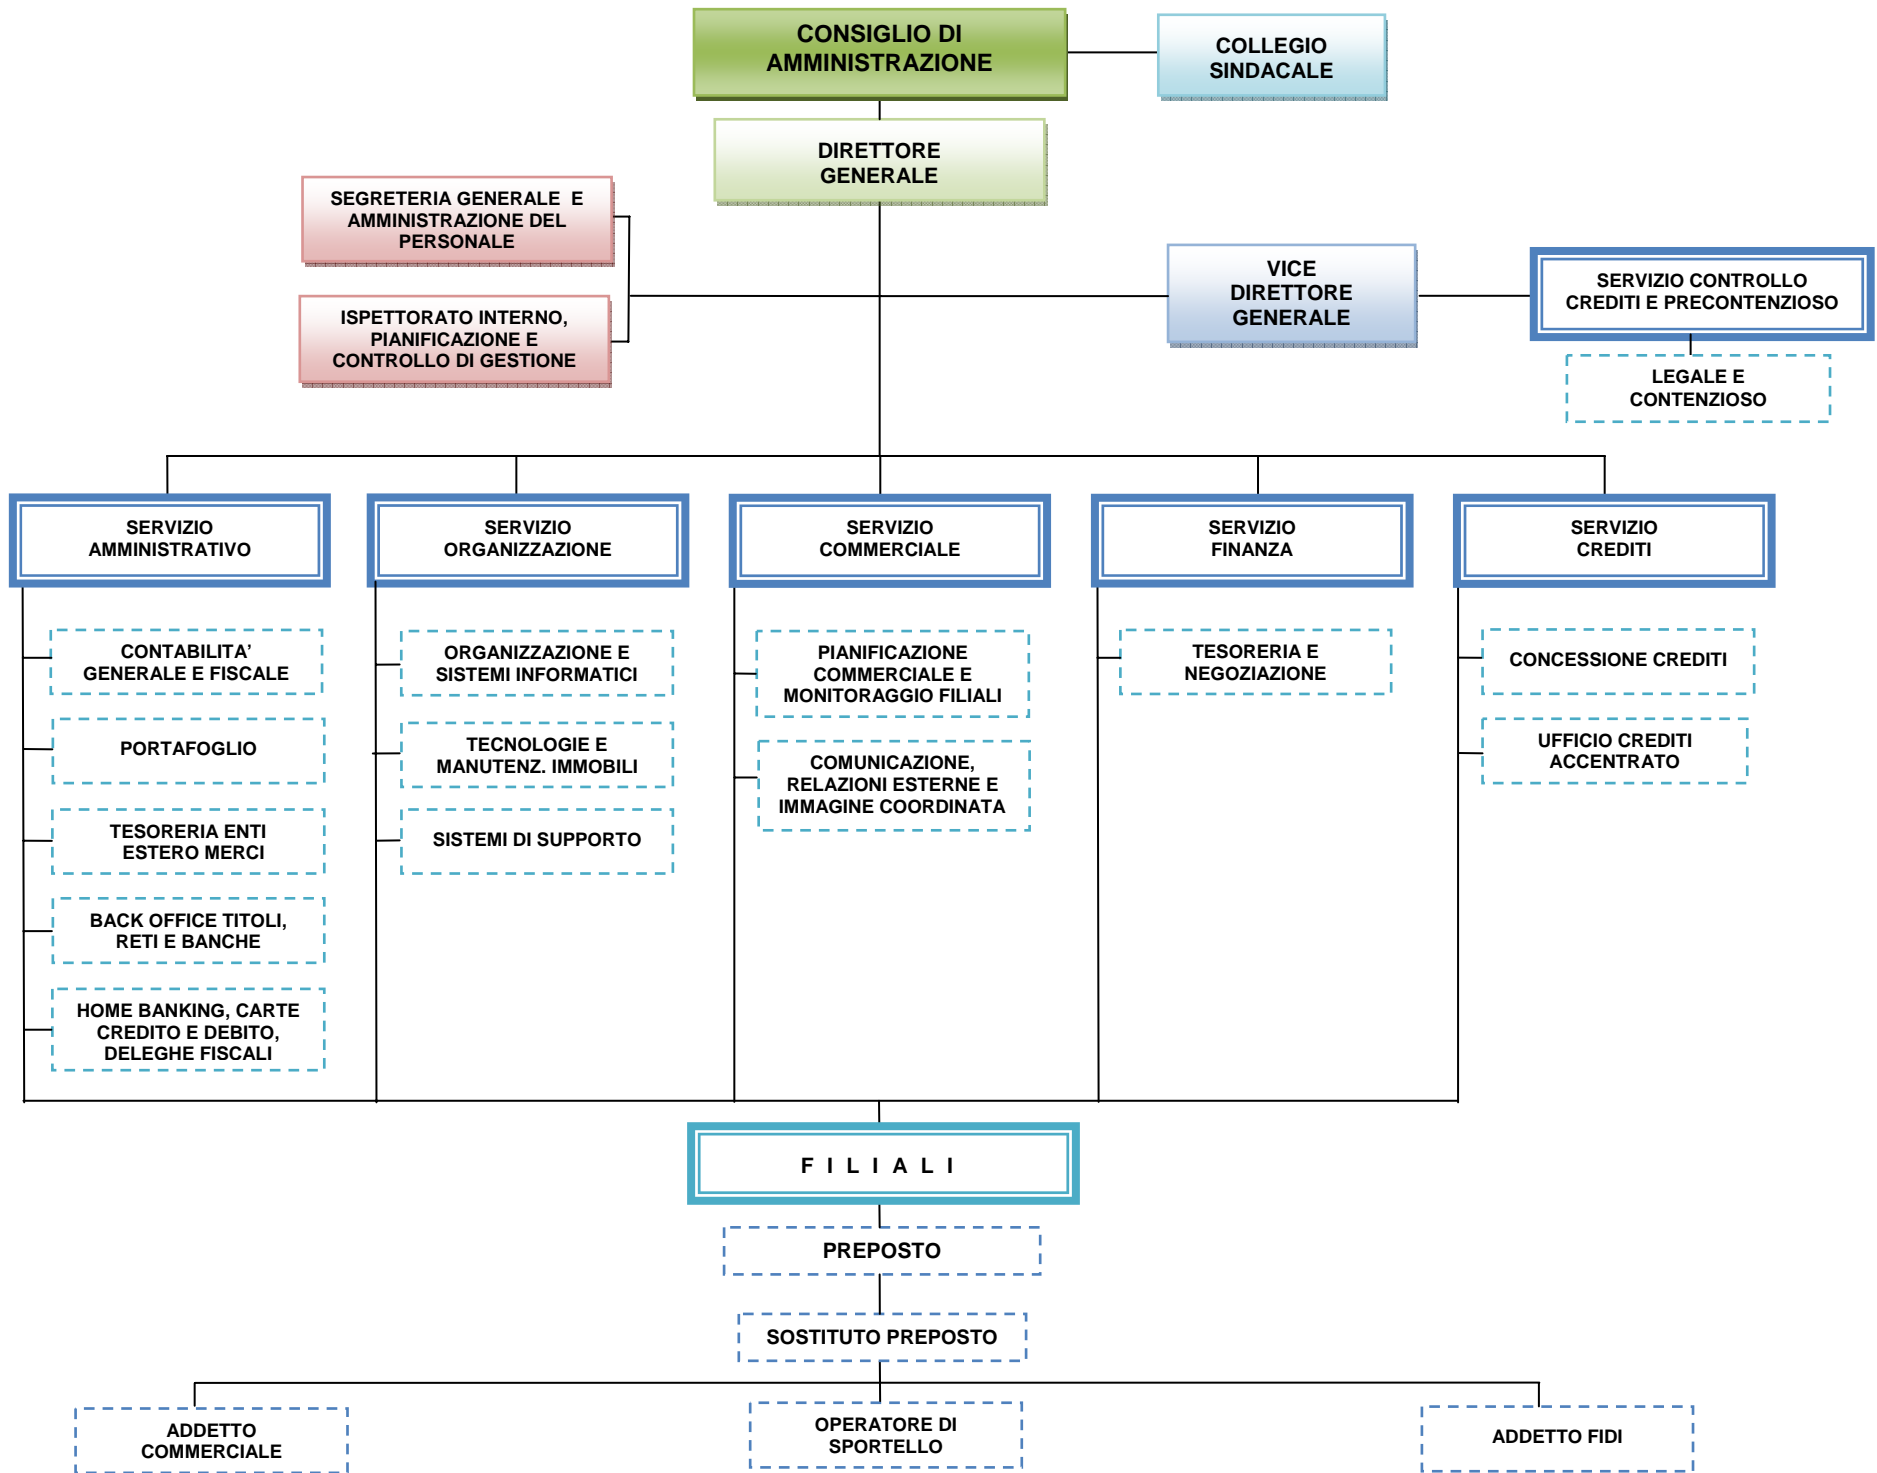 CONSIGLIO DI
AMMINISTRAZIONE
COLLEGIO
SINDACALE
DIRETTORE
GENERALE
SEGRETERIA GENERALE E
AMMINISTRAZIONE DEL
PERSONALE
ISPETTORATO INTERNO,
PIANIFICAZIONE E
CONTROLLO DI GESTIONE
VICE
DIRETTORE
GENERALE
SERVIZIO CONTROLLO
CREDITI E PRECONTENZIOSO
LEGALE E
CONTENZIOSO
SERVIZIO
AMMINISTRATIVO
SERVIZIO
ORGANIZZAZIONE
SERVIZIO
COMMERCIALE
SERVIZIO
FINANZA
SERVIZIO
CREDITI
CONTABILITA'
GENERALE E FISCALE
PORTAFOGLIO
TESORERIA ENTI
ESTERO MERCI
BACK OFFICE TITOLI,
RETI E BANCHE
HOME BANKING, CARTE
CREDITO E DEBITO,
DELEGHE FISCALI
ORGANIZZAZIONE E
SISTEMI INFORMATICI
TECNOLOGIE E
MANUTENZ. IMMOBILI
SISTEMI DI SUPPORTO
PIANIFICAZIONE
COMMERCIALE E
MONITORAGGIO FILIALI
COMUNICAZIONE,
RELAZIONI ESTERNE E
IMMAGINE COORDINATA
TESORERIA E
NEGOZIAZIONE
CONCESSIONE CREDITI
UFFICIO CREDITI
ACCENTRATO
F I L I A L I
PREPOSTO
SOSTITUTO PREPOSTO
ADDETTO
COMMERCIALE
OPERATORE DI
SPORTELLO
ADDETTO FIDI